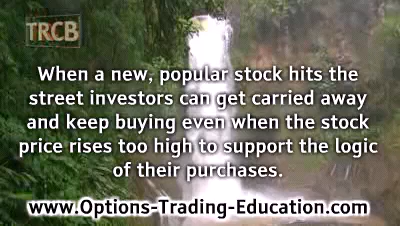 TRCB
When a new, popular stock hits the
street investors can get carried away
and keep buying even when the stock
price rises too high to support the logic
of their purchases.
www.Options-Trading-Education.com